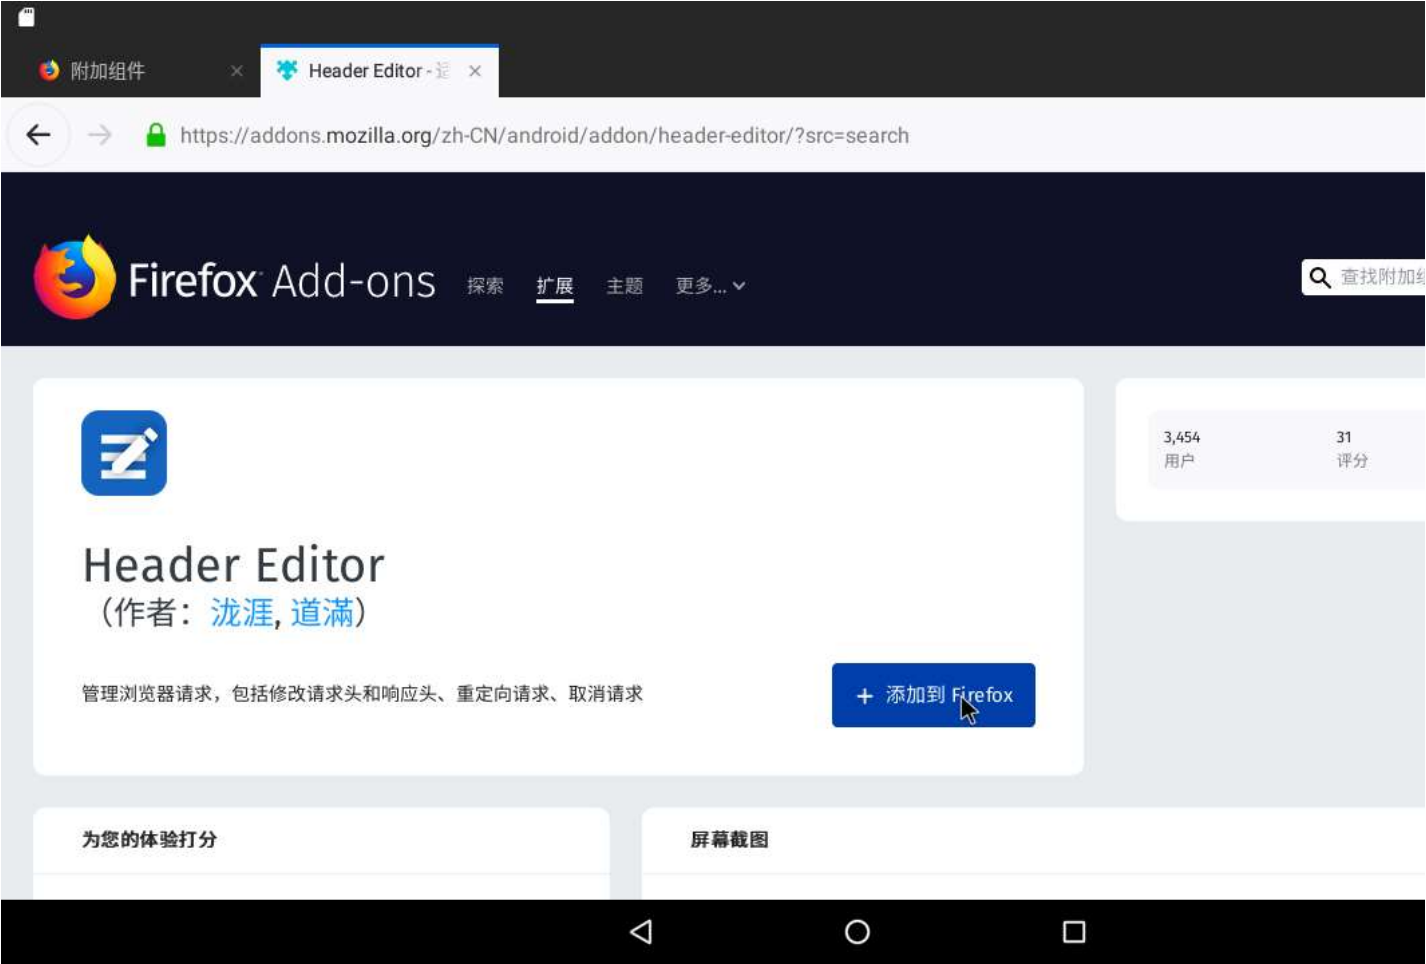 附加组件
Header Editor -
https://addons.mozilla.org/zh-CN/android/addon/header-editor/?src=search
Firefox Add-ons
探索 扩展 主题 更多...
查找附加
3,454
用户
31
评分
Header Editor
（作者：泷涯, 道滿）
管理浏览器请求，包括修改请求头和响应头、重定向请求、取消请求
+ 添加到 Firefox
为您的体验打分
屏幕截图